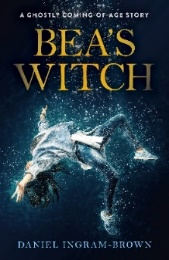 A GHOSTLY COMING-OF-AGE STORY
BEA'S
WITCH
DANIEL INGRAM-BROWN